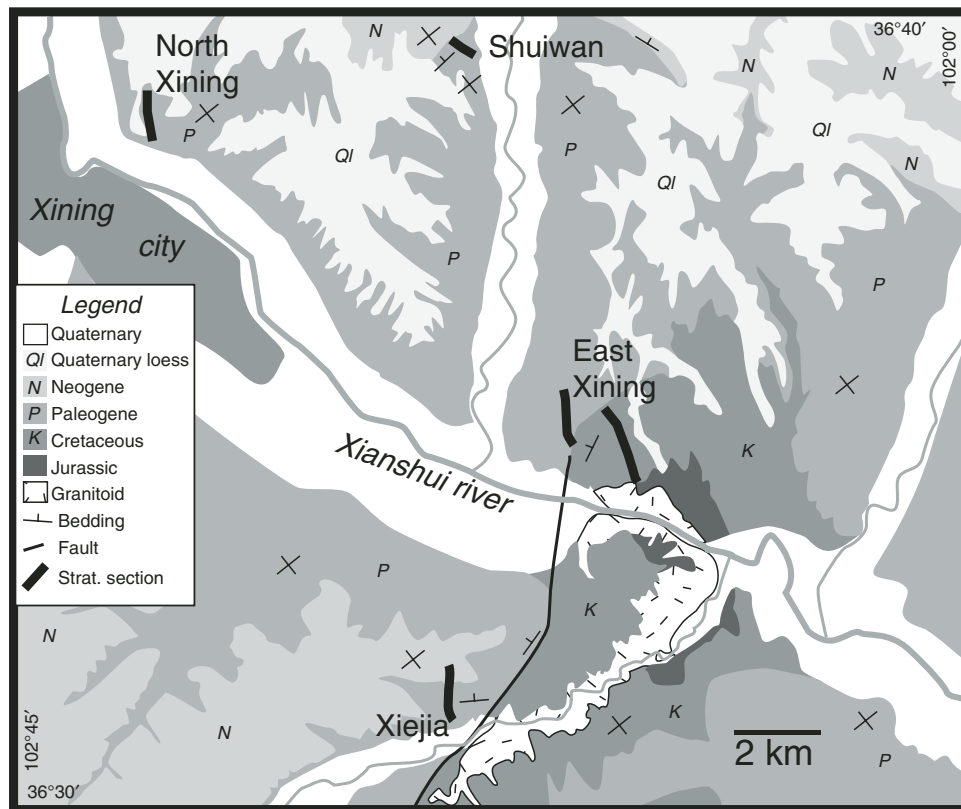 North
Xining
N
Shuiwan
36°40′
102°00′
N
N
P
Ql
P
Ql
Ql
N
Xining
city
P
P
Legend
Quaternary
Ql Quaternary loess
N Neogene
P Paleogene
K Cretaceous
Jurassic
Granitoid
Bedding
Fault
Strat. section
East
Xining
K
Xianshui river
P
K
N
Xiejia
K
N
2 km
P
102°45′
36°30′